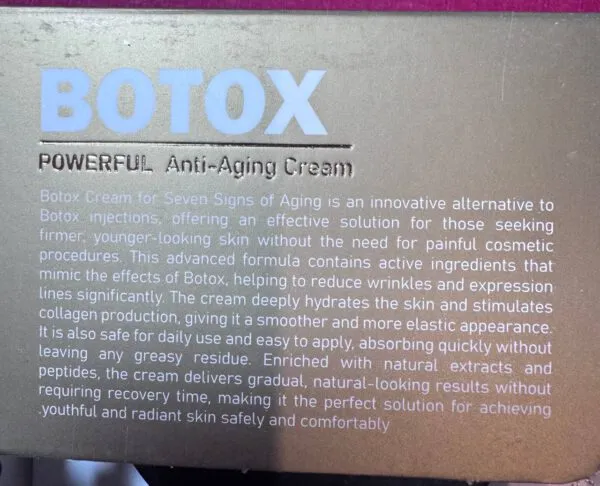 BOTOX
POWERFUL Anti-Aging Cream
Botox Cream for Seven Signs of Aging is an innovative alternative to
Botox injections, offering an effective solution for those seeking
firmer, younger-looking skin without the need for painful cosmetic
procedures. This advanced formula contains active ingredients that
mimic the effects of Botox, helping to reduce wrinkles and expression
lines significantly. The cream deeply hydrates the skin and stimulates
collagen production, giving it a smoother and more elastic appearance.
It is also safe for daily use and easy to apply, absorbing quickly without
leaving any greasy residue. Enriched with natural extracts and
peptides, the cream delivers gradual, natural-looking results without
requiring recovery time, making it the perfect solution for achieving
.youthful and radiant skin safely and comfortably